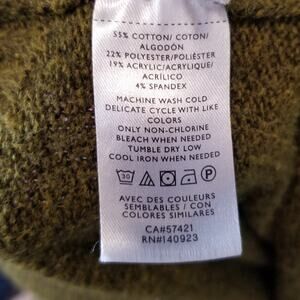 55% COTTON/ COTON/
ALGODÓN
22% POLYESTER/POLIÉSTER
19% ACRYLIC/ACRYLIQUE/
ACRÍLICO
4% SPANDEX
MACHINE WASH COLD
DELICATE CYCLE WITH LIKE
COLORS
ONLY NON-CHLORINE
BLEACH WHEN NEEDED
TUMBLE DRY LOW
COOL IRON WHEN NEEDED
30
AVEC DES COULEURS
SEMBLABLES / CON
COLORES SIMILARES
CA#57421
RN#140923